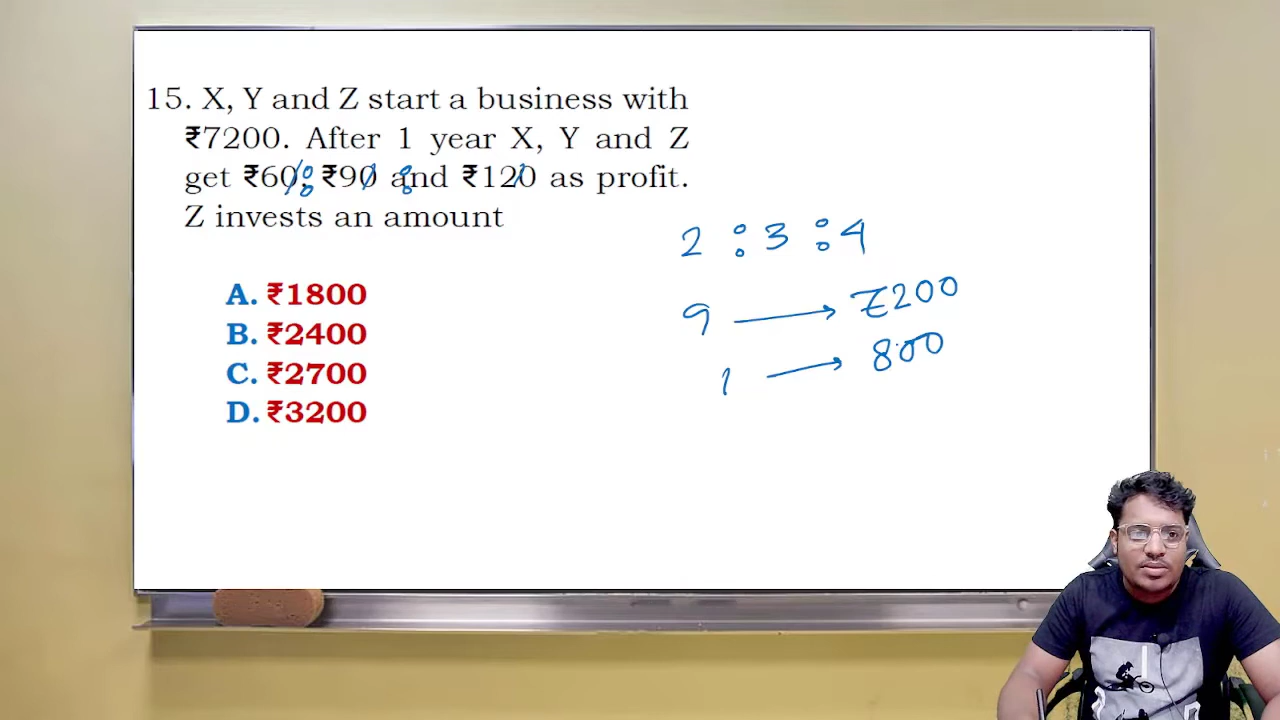 15. X, Y and Z start a business with
₹7200. After 1 year X, Y and Z
get ₹60, ₹90 and ₹120 as profit.
Z invests an amount
A. ₹1800
B. ₹2400
C. ₹2700
D. ₹3200
2 : 3 : 4
9 → 7200
1 → 800